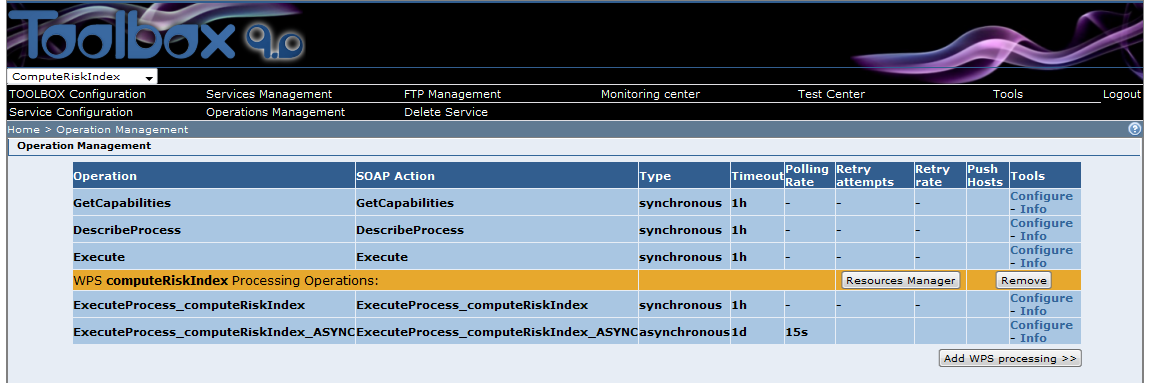 Toolbox 9.0
ComputeRiskIndex
TOOLBOX Configuration Services Management FTP Management Monitoring center Test Center Tools Logout
Service Configuration Operations Management Delete Service
Home > Operation Management
Operation Management
Operation SOAP Action Type Timeout Polling Rate Retry attempts Retry rate Push Hosts Tools
GetCapabilities GetCapabilities synchronous 1h - - - Configure - Info
DescribeProcess DescribeProcess synchronous 1h - - - Configure - Info
Execute Execute synchronous 1h - - - Configure - Info
WPS computeRiskIndex Processing Operations: Resources Manager Remove
ExecuteProcess_computeRiskIndex ExecuteProcess_computeRiskIndex synchronous 1h - - - Configure - Info
ExecuteProcess_computeRiskIndex_ASYNC ExecuteProcess_computeRiskIndex_ASYNC asynchronous 1d 15s Configure - Info
Add WPS processing >>